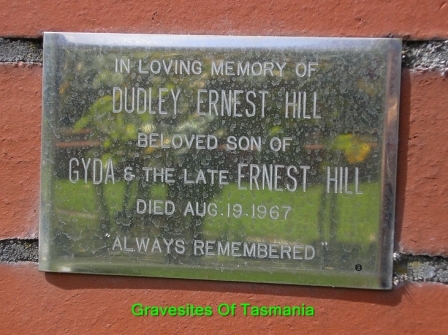 IN LOVING MEMORY OF
DUDLEY ERNEST HILL
BELOVED SON OF
GYDA & THE LATE ERNEST HILL
DIED AUG. 19. 1967
"ALWAYS REMEMBERED"
Gravesites Of Tasmania